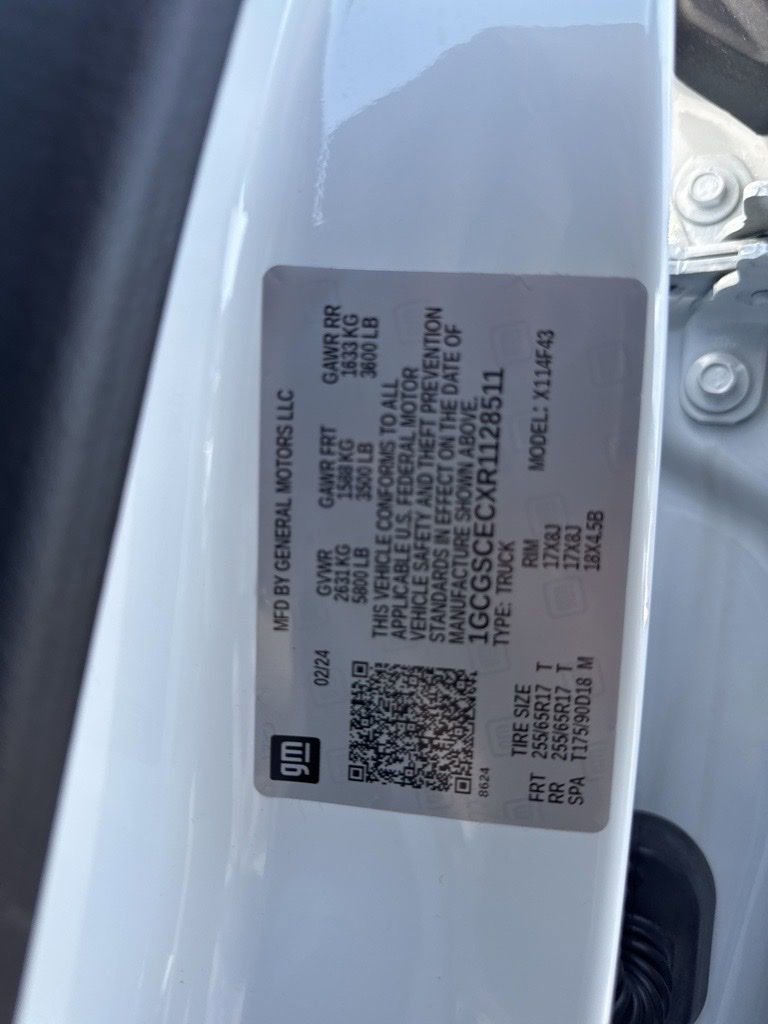 gm
MFD BY GENERAL MOTORS LLC
02/24
GVWR GAWR FRT GAWR RR
2631 KG 1588 KG 1633 KG
5800 LB 3500 LB 3600 LB
THIS VEHICLE CONFORMS TO ALL
APPLICABLE U.S. FEDERAL MOTOR
VEHICLE SAFETY AND THEFT PREVENTION
STANDARDS IN EFFECT ON THE DATE OF
MANUFACTURE SHOWN ABOVE.
1GCGSCECXR1128511
8624
TYPE: TRUCK MODEL: X114F43
TIRE SIZE RIM
FRT 255/65R17 T 17X8J
RR 255/65R17 T 17X8J
SPA T175/90D18 M 18X4.5B